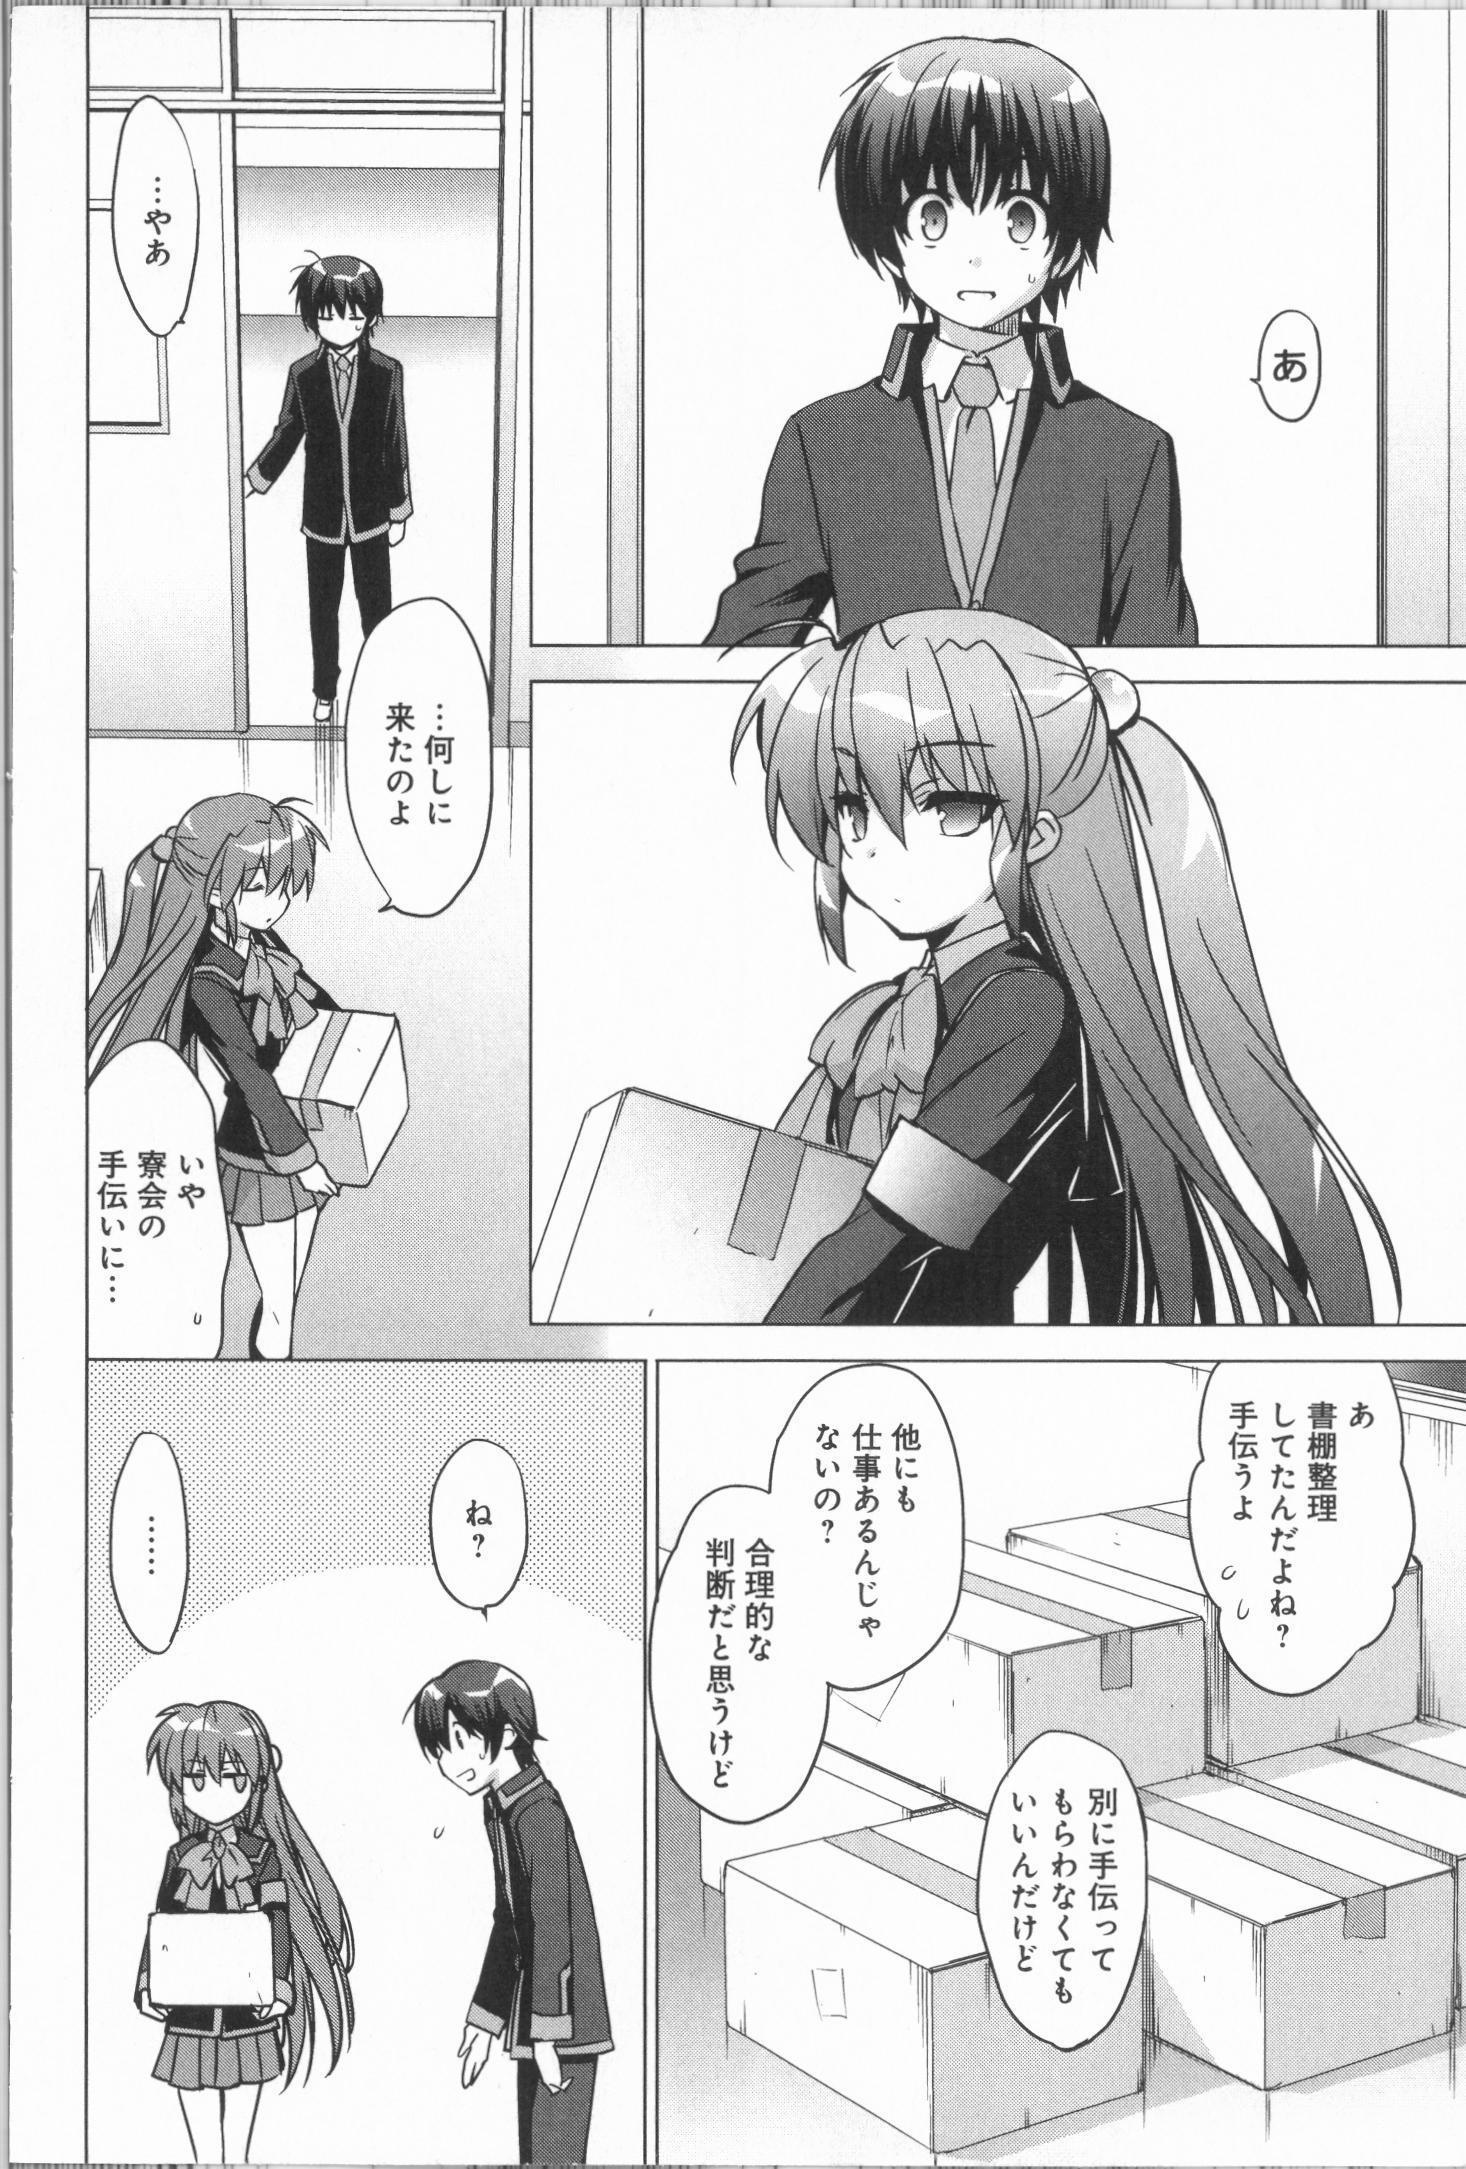 あ
…やあ
…何しに
来たのよ
いや
寮会の
手伝いに…
あ
書棚整理
してたんだよね?
手伝うよ
別に手伝って
もらわなくても
いいんだけど
他にも
仕事あるんじゃ
ないの?
合理的な
判断だと思うけど
ね?
……